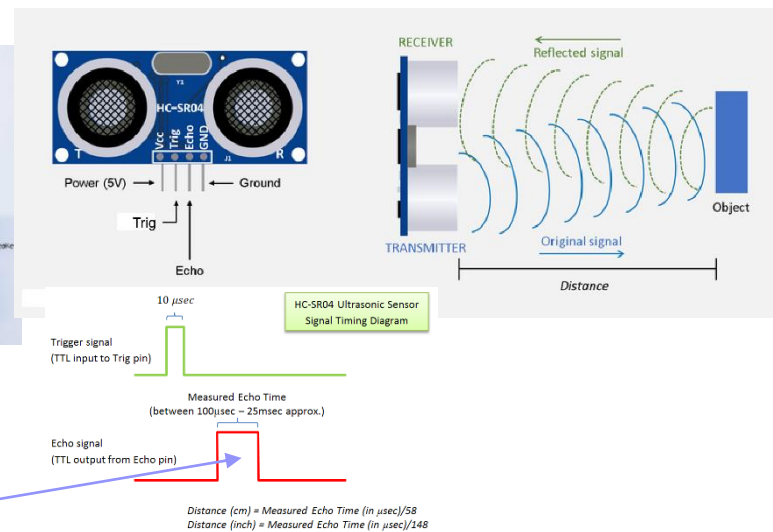 HC-SR04
Y1
Vcc
Trig
Echo
GND
T
J1
R
Power (5V)
Ground
Trig
Echo
RECEIVER
Reflected signal
Object
TRANSMITTER
Original signal
Distance
10 μsec
HC-SR04 Ultrasonic Sensor
Signal Timing Diagram
Trigger signal
(TTL input to Trig pin)
Measured Echo Time
(between 100μsec – 25msec approx.)
Echo signal
(TTL output from Echo pin)
Distance (cm) = Measured Echo Time (in μsec)/58
Distance (inch) = Measured Echo Time (in μsec)/148